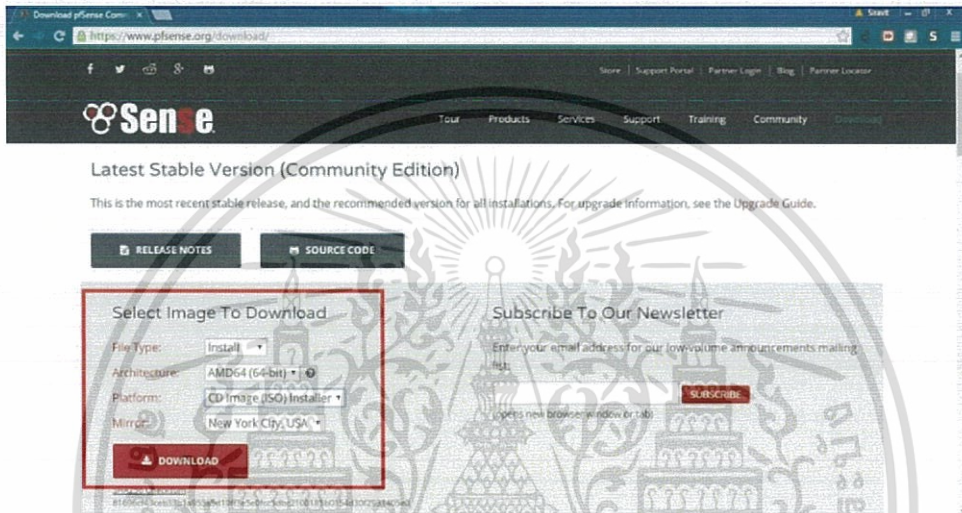 Download pfSense Com
https://www.pfsense.org/download/
Store | Support Portal | Partner Login | Blog | Partner Locator
Sense
Tour Products Services Support Training Community Download
Latest Stable Version (Community Edition)
This is the most recent stable release, and the recommended version for all installations. For upgrade information, see the Upgrade Guide.
RELEASE NOTES SOURCE CODE
Select Image To Download
File Type: Install
Architecture: AMD64 (64-bit)
Platform: CD Image (ISO) Installer
Mirror: New York City, USA
DOWNLOAD
Subscribe To Our Newsletter
Enter your email address for our low-volume announcements mailing
list:
SUBSCRIBE
(opens new browser window or tab)